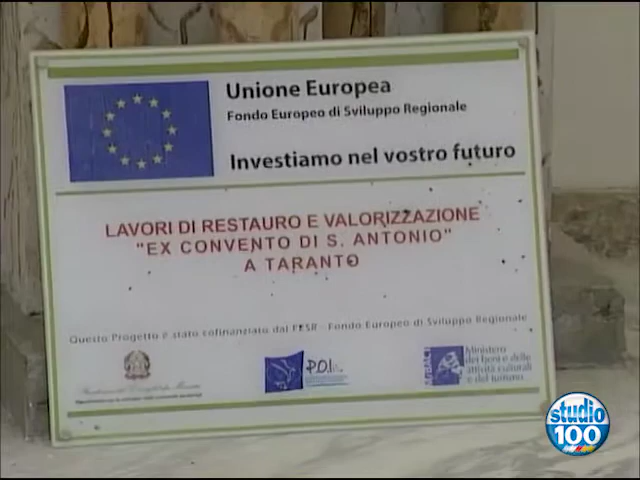 Unione Europea
Fondo Europeo di Sviluppo Regionale
Investiamo nel vostro futuro
LAVORI DI RESTAURO E VALORIZZAZIONE
"EX CONVENTO DI S. ANTONIO"
A TARANTO
Questo Progetto è stato cofinanziato dal FESR - Fondo Europeo di Sviluppo Regionale
P.O.I.
MiBACT
Ministero
dei beni e delle
attività culturali
e del turismo
studio
100